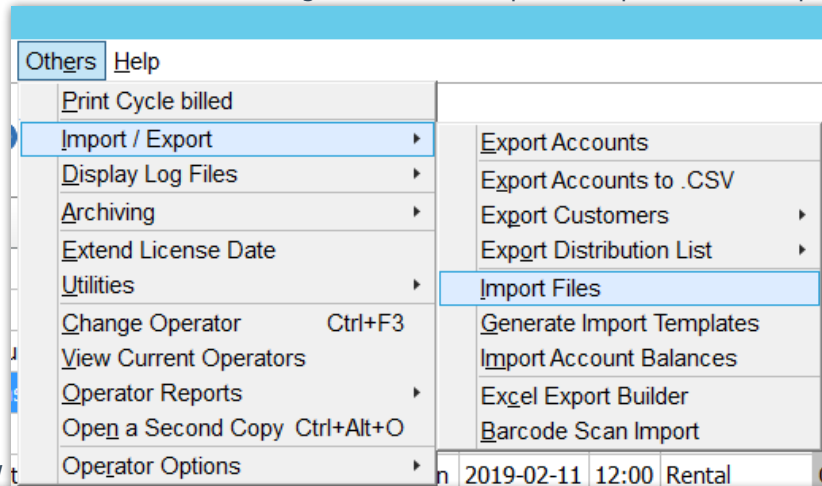 Others Help
Print Cycle billed
Import / Export
Display Log Files
Archiving
Extend License Date
Utilities
Change Operator Ctrl+F3
View Current Operators
Operator Reports
Open a Second Copy Ctrl+Alt+O
Operator Options
Export Accounts
Export Accounts to .CSV
Export Customers
Export Distribution List
Import Files
Generate Import Templates
Import Account Balances
Excel Export Builder
Barcode Scan Import
2019-02-11 12:00 Rental